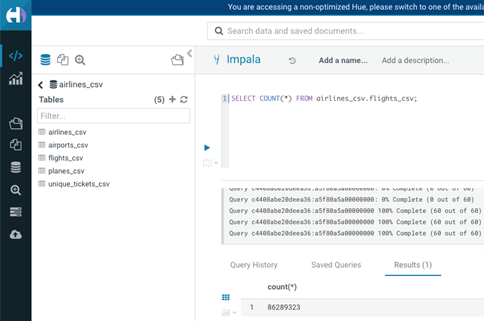 You are accessing a non-optimized Hue, please switch to one of the
Search data and saved documents...
Impala
Add a name...
Add a description...
airlines_csv
Tables
(5)
Filter...
airlines_csv
airports_csv
flights_csv
planes_csv
unique_tickets_csv
1
SELECT COUNT(*) FROM airlines_csv.flights_csv;
Query c4408abe20deea36:a5f80a5a00000000: 0% Complete (0 out of 60)
Query c4408abe20deea36:a5f80a5a00000000: 0% Complete (0 out of 60)
Query c4408abe20deea36:a5f80a5a00000000 100% Complete (60 out of 60)
Query c4408abe20deea36:a5f80a5a00000000 100% Complete (60 out of 60)
Query c4408abe20deea36:a5f80a5a00000000 100% Complete (60 out of 60)
Query History
Saved Queries
Results (1)
count(*)
1 86289323